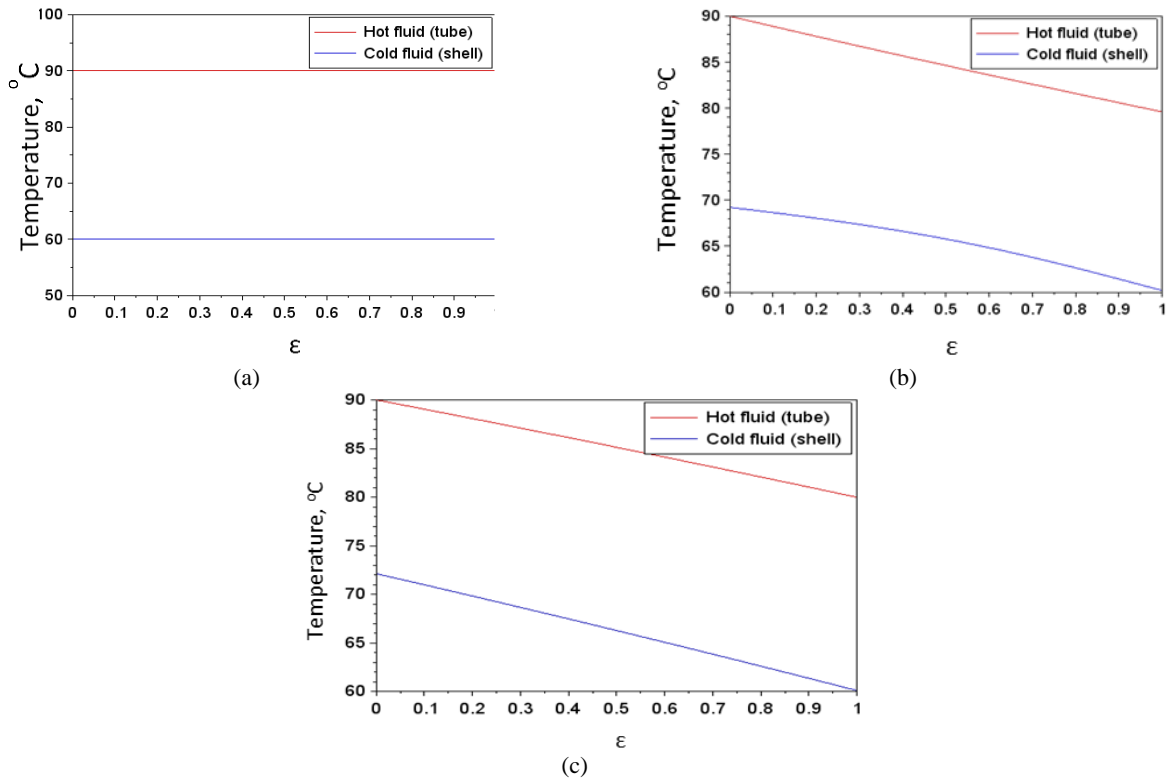 100
90
80
70
60
50
Temperature, °C
Hot fluid (tube)
Cold fluid (shell)
0 0.1 0.2 0.3 0.4 0.5 0.6 0.7 0.8 0.9
ε
(a)
90
85
80
75
70
65
60
Temperature, ⁰C
Hot fluid (tube)
Cold fluid (shell)
0 0.1 0.2 0.3 0.4 0.5 0.6 0.7 0.8 0.9 1
ε
(b)
90
85
80
75
70
65
60
Temperature, ⁰C
Hot fluid (tube)
Cold fluid (shell)
0 0.1 0.2 0.3 0.4 0.5 0.6 0.7 0.8 0.9 1
ε
(c)